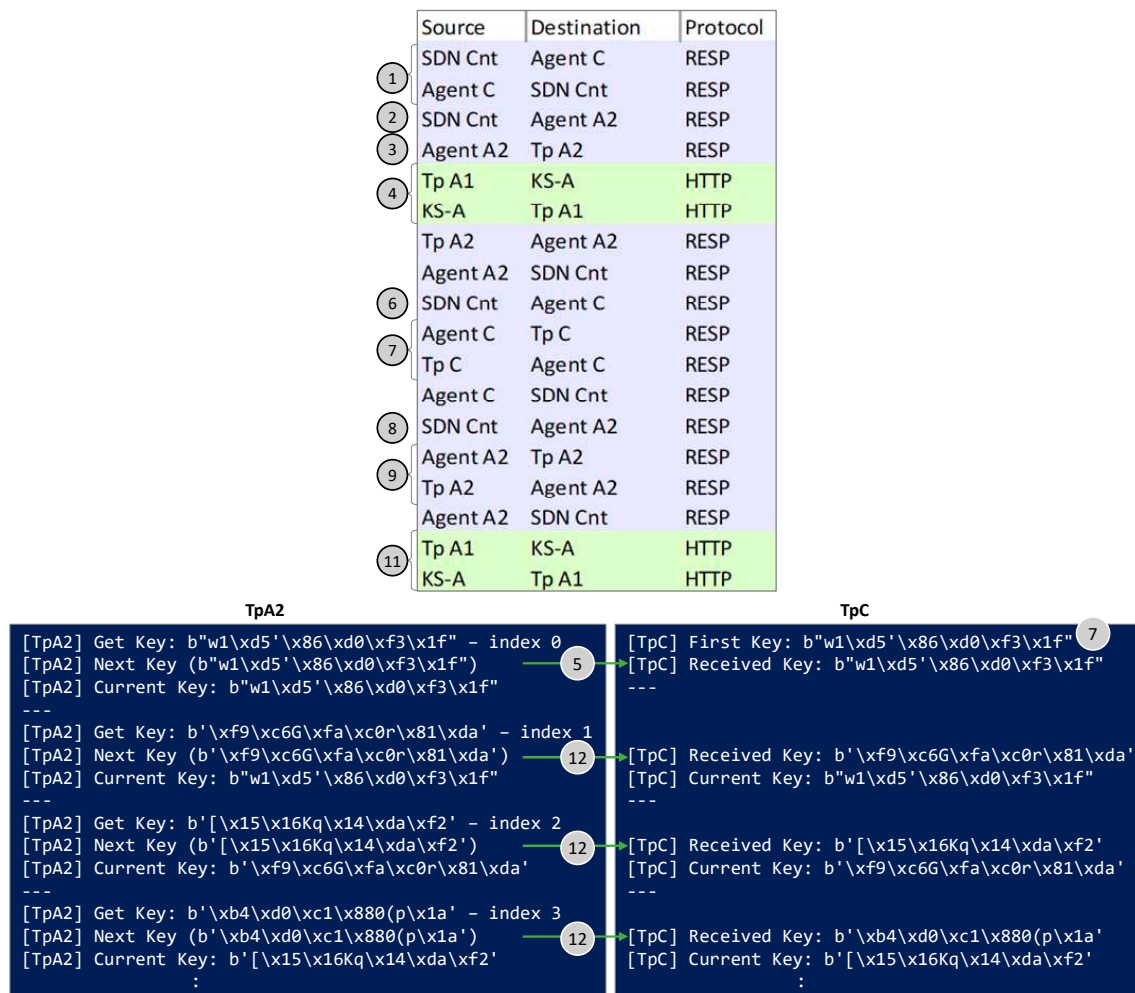 Source Destination Protocol
1 SDN Cnt Agent C RESP
Agent C SDN Cnt RESP
2 SDN Cnt Agent A2 RESP
3 Agent A2 Tp A2 RESP
4 Tp A1 KS-A HTTP
KS-A Tp A1 HTTP
Tp A2 Agent A2 RESP
Agent A2 SDN Cnt RESP
6 SDN Cnt Agent C RESP
7 Agent C Tp C RESP
Tp C Agent C RESP
Agent C SDN Cnt RESP
8 SDN Cnt Agent A2 RESP
9 Agent A2 Tp A2 RESP
Tp A2 Agent A2 RESP
Agent A2 SDN Cnt RESP
11 Tp A1 KS-A HTTP
KS-A Tp A1 HTTP
TpA2
[TpA2] Get Key: b"w1\xd5'\x86\xd0\xf3\x1f" – index 0
[TpA2] Next Key (b"w1\xd5'\x86\xd0\xf3\x1f") 5
[TpA2] Current Key: b"w1\xd5'\x86\xd0\xf3\x1f"
---
[TpA2] Get Key: b'\xf9\xc6G\xfa\xc0r\x81\xda' – index 1
[TpA2] Next Key (b'\xf9\xc6G\xfa\xc0r\x81\xda') 12
[TpA2] Current Key: b"w1\xd5'\x86\xd0\xf3\x1f"
---
[TpA2] Get Key: b'[\x15\x16Kq\x14\xda\xf2' – index 2
[TpA2] Next Key (b'[\x15\x16Kq\x14\xda\xf2') 12
[TpA2] Current Key: b'\xf9\xc6G\xfa\xc0r\x81\xda'
---
[TpA2] Get Key: b'\xb4\xd0\xc1\x880(p\x1a' – index 3
[TpA2] Next Key (b'\xb4\xd0\xc1\x880(p\x1a') 12
[TpA2] Current Key: b'[\x15\x16Kq\x14\xda\xf2'
:
TpC
[TpC] First Key: b"w1\xd5'\x86\xd0\xf3\x1f" 7
[TpC] Received Key: b"w1\xd5'\x86\xd0\xf3\x1f"
---
[TpC] Received Key: b'\xf9\xc6G\xfa\xc0r\x81\xda'
[TpC] Current Key: b"w1\xd5'\x86\xd0\xf3\x1f"
---
[TpC] Received Key: b'[\x15\x16Kq\x14\xda\xf2'
[TpC] Current Key: b'\xf9\xc6G\xfa\xc0r\x81\xda'
---
[TpC] Received Key: b'\xb4\xd0\xc1\x880(p\x1a'
[TpC] Current Key: b'[\x15\x16Kq\x14\xda\xf2'
: